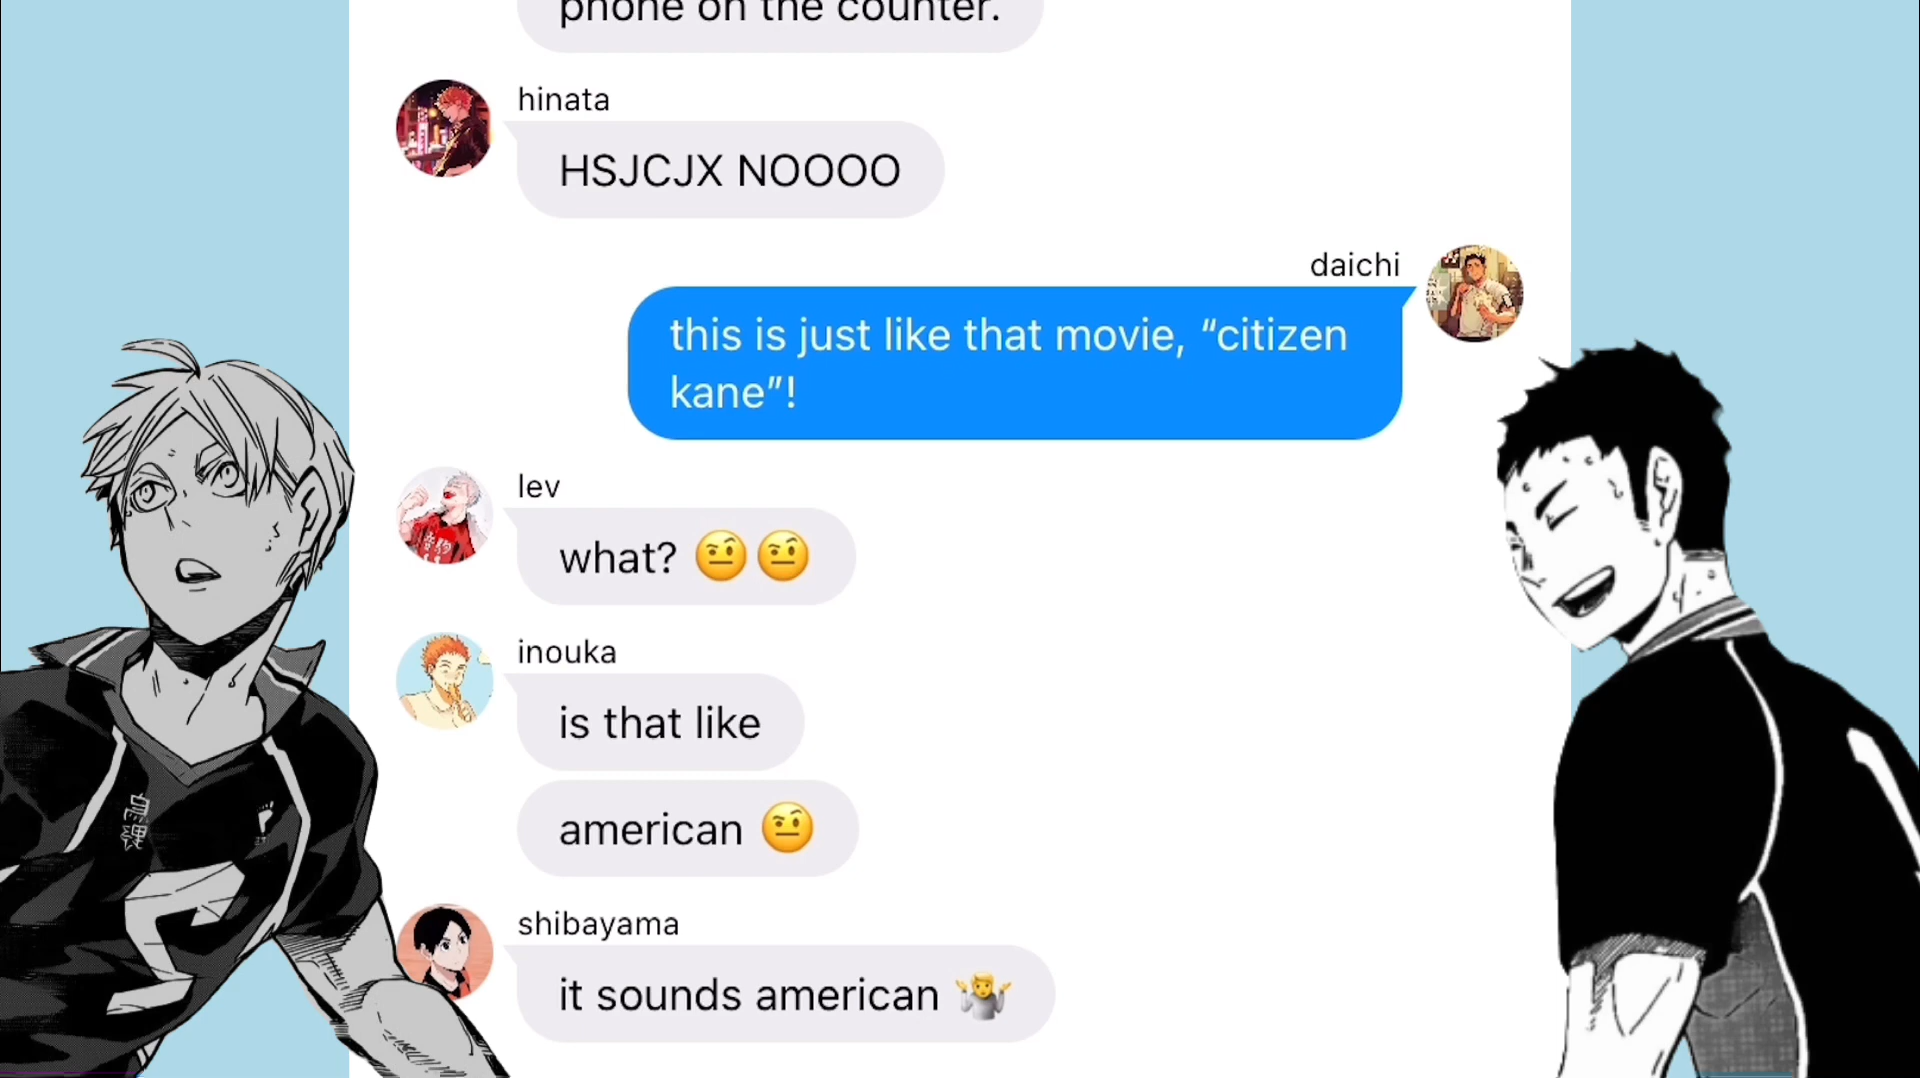 phone on the counter.
hinata
HSJCJX NOOOO
daichi
this is just like that movie, “citizen
kane”!
lev
what? 🤨🤨
inouka
is that like
american 🤨
shibayama
it sounds american 🤷